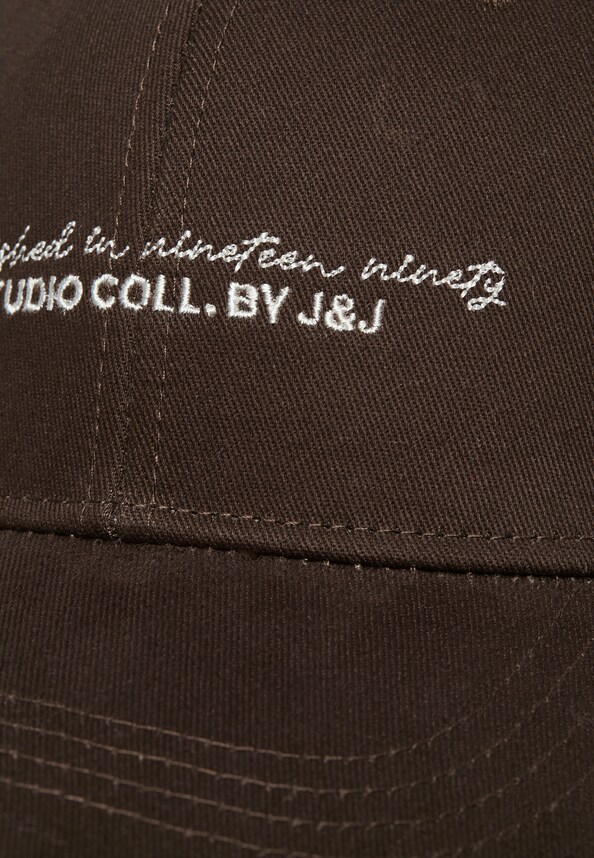 shed in nineteen ninety
TUDIO COLL. BY J&J